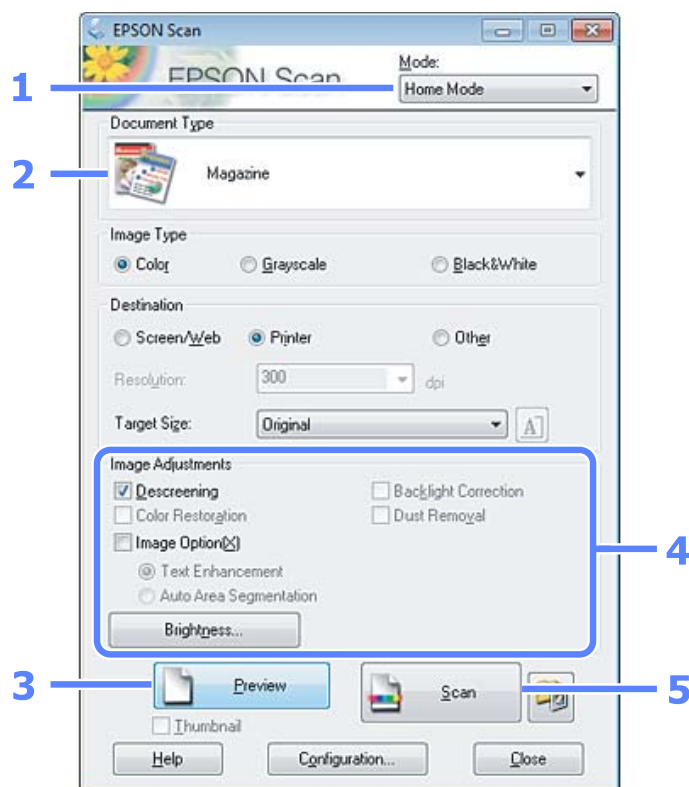 EPSON Scan
EPSON Scan
Mode:
1
Home Mode
Document Type
2
Magazine
Image Type
Color
Grayscale
Black&White
Destination
Screen/Web
Printer
Other
Resolution:
300
dpi
Target Size:
Original
A
Image Adjustments
Descreening
Backlight Correction
Color Restoration
Dust Removal
Image Option(X)
4
Text Enhancement
Auto Area Segmentation
Brightness...
3
Preview
Scan
5
Thumbnail
Help
Configuration...
Close